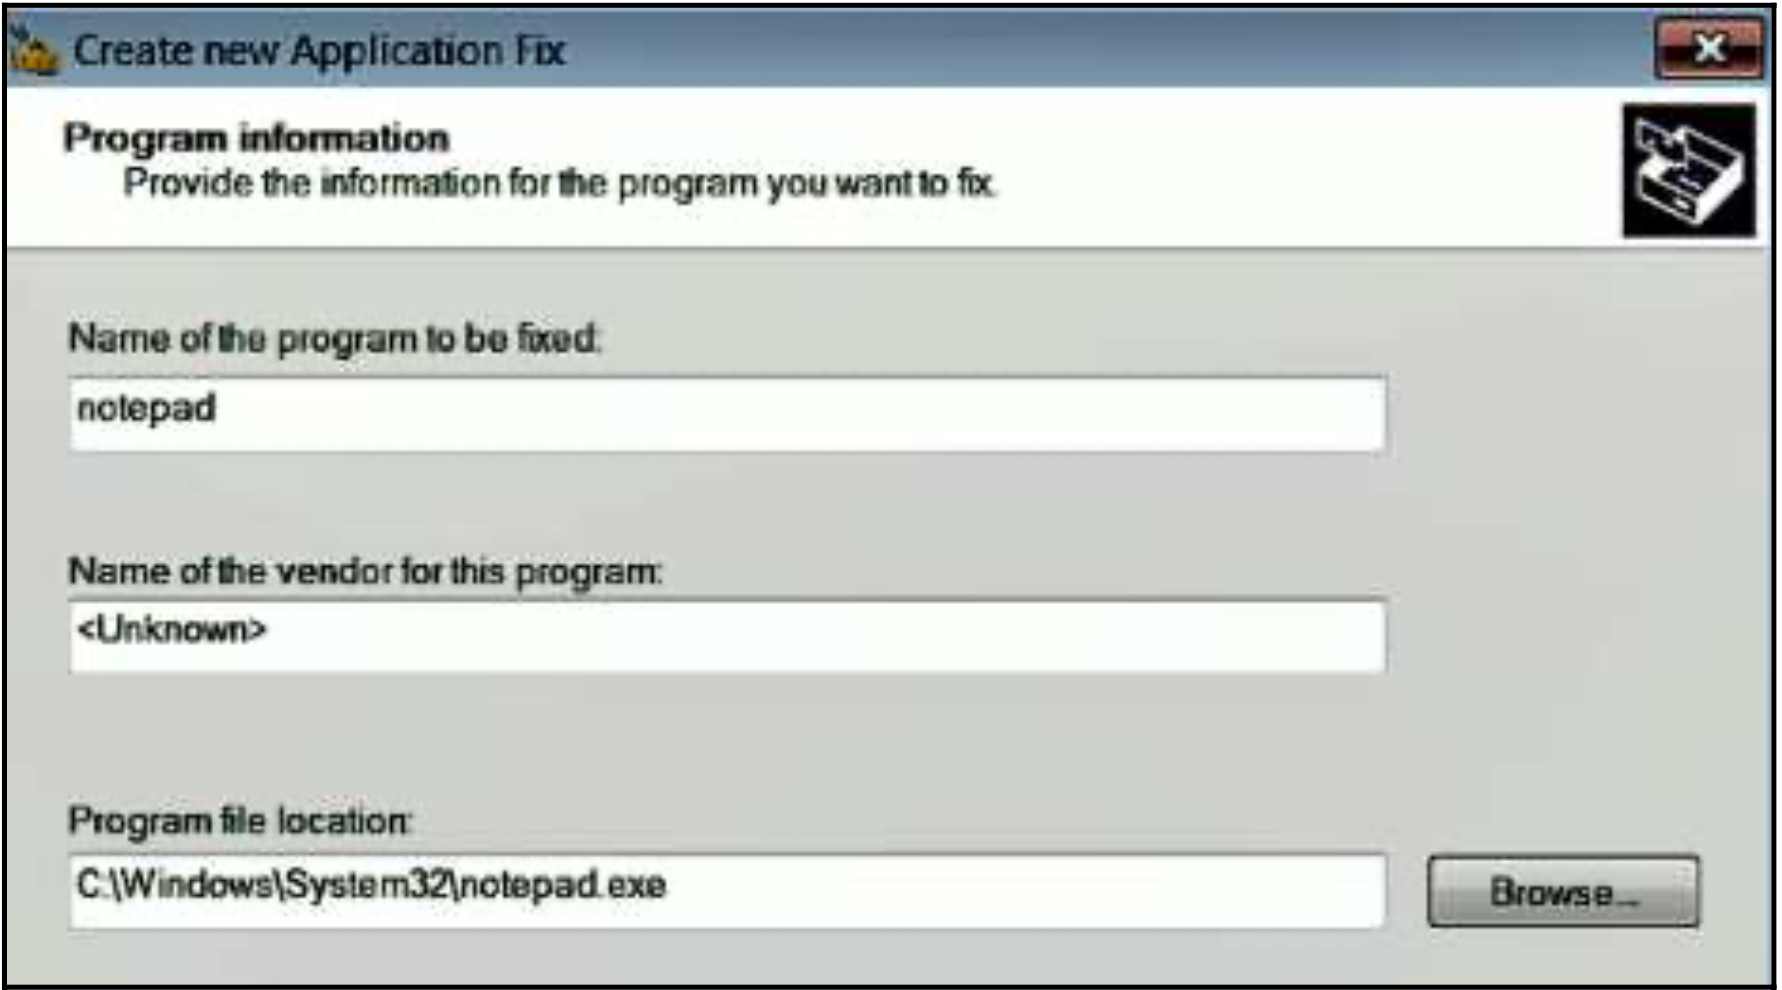 Create new Application Fix
Program information
Provide the information for the program you want to fix.
Name of the program to be fixed:
notepad
Name of the vendor for this program:
<Unknown>
Program file location:
C:\Windows\System32\notepad.exe
Browse...